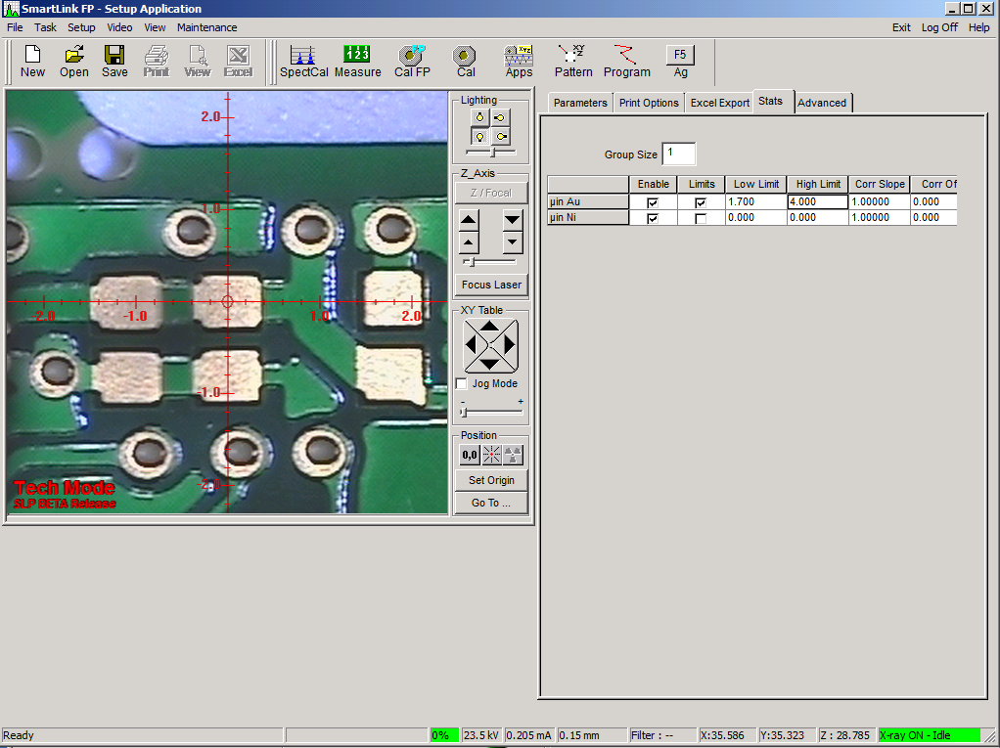 SmartLink FP - Setup Application
File Task Setup Video View Maintenance Exit Log Off Help
New Open Save Print View Excel SpectCal Measure Cal FP Cal Apps Pattern Program F5 Ag
1 2 3
FP
XYZ
XYZ
Parameters Print Options Excel Export Stats Advanced
Group Size 1
Enable Limits Low Limit High Limit Corr Slope Corr Of
µin Au 1.700 4.000 1.00000 0.000
µin Ni 0.000 0.000 1.00000 0.000
2.0
1.0
-2.0 -1.0 1.0 2.0
-1.0
-2.0
Tech Mode
SLP BETA Release
Lighting
Z_Axis
Z / Focal
Focus Laser
XY Table
Jog Mode
- +
Position
0,0
Set Origin
Go To ...
Ready 0% 23.5 kV 0.205 mA 0.15 mm Filter : -- X:35.586 Y:35.323 Z : 28.785 X-ray ON - Idle